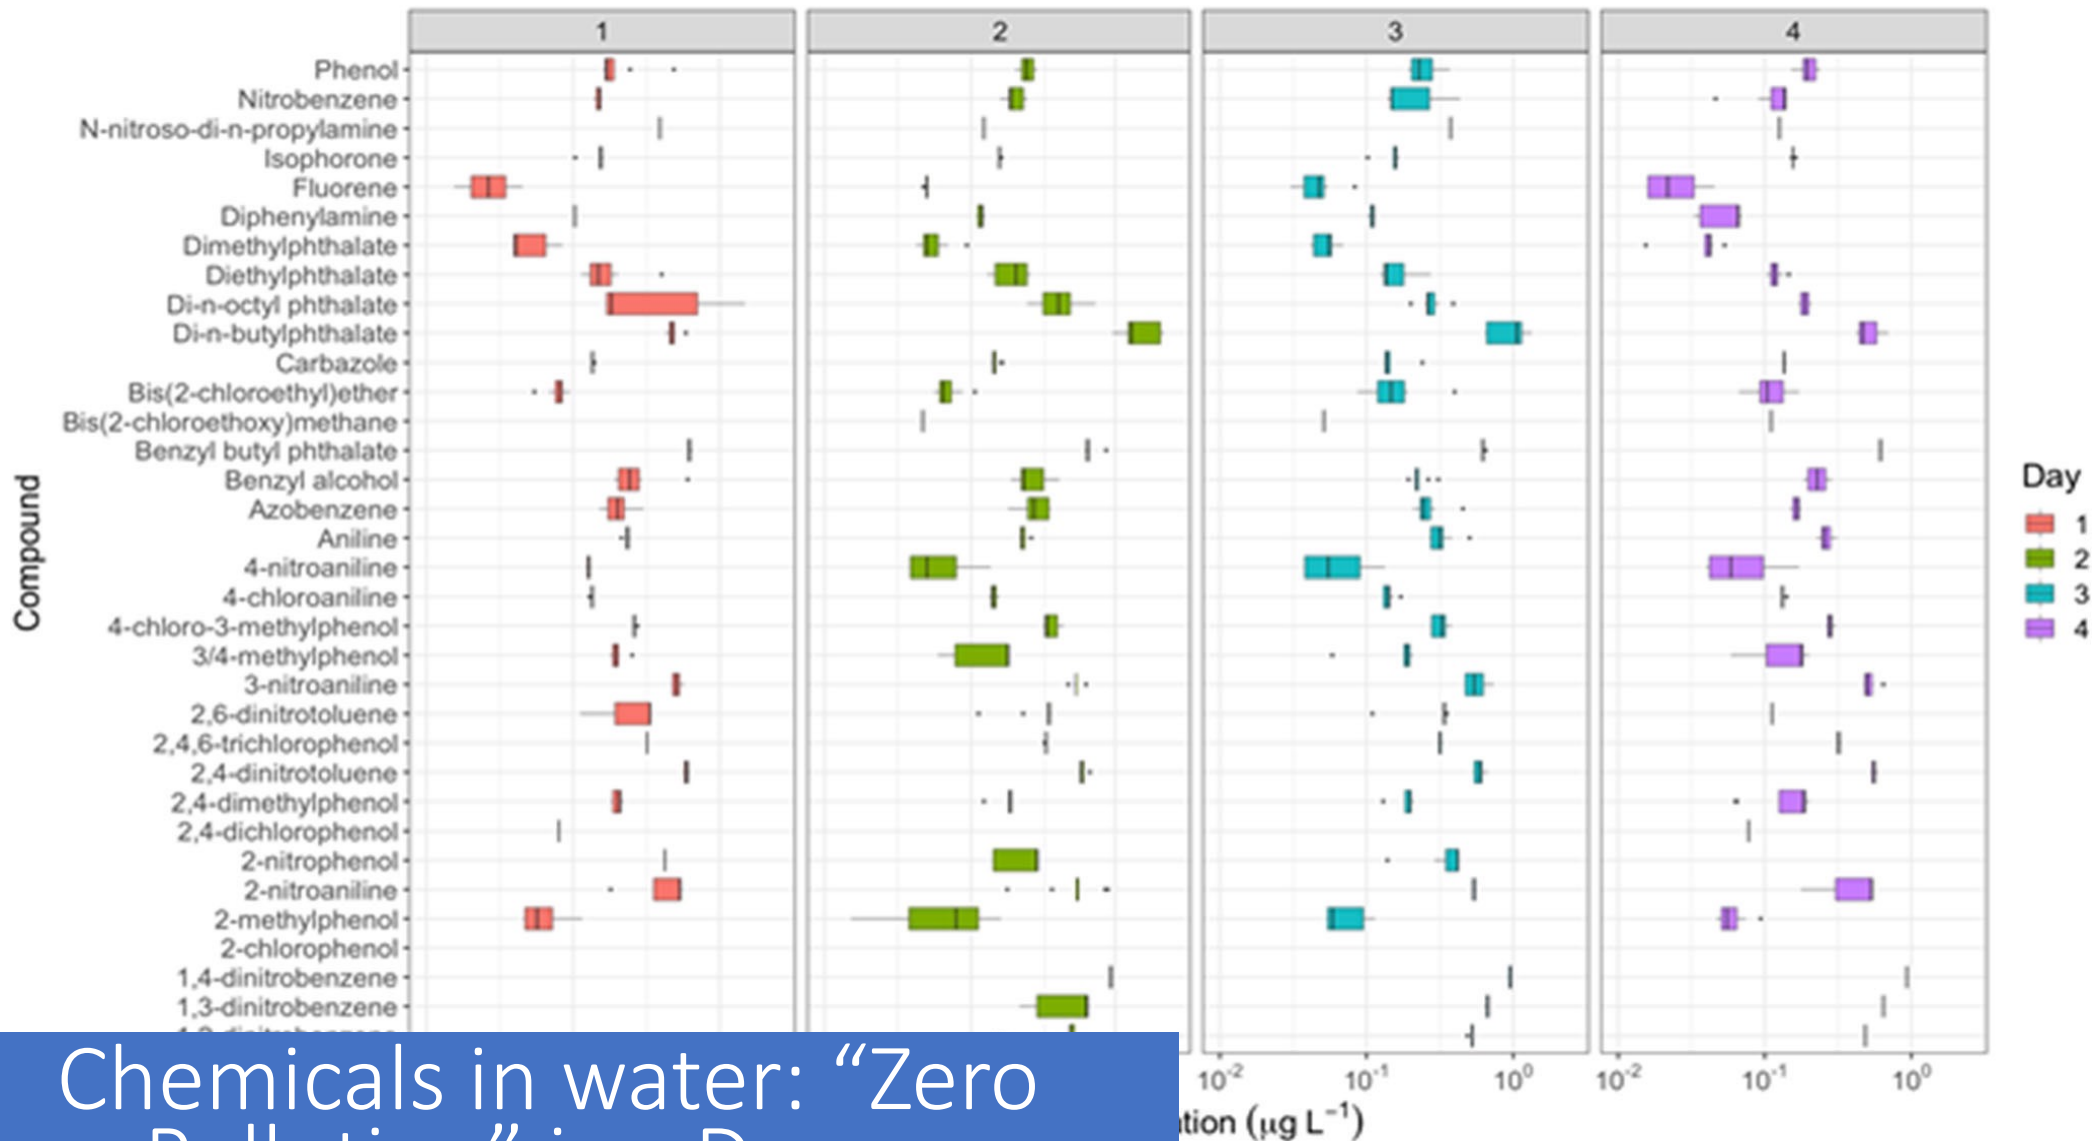 1 2 3 4
Phenol
Nitrobenzene
N-nitroso-di-n-propylamine
Isophorone
Fluorene
Diphenylamine
Dimethylphthalate
Diethylphthalate
Di-n-octyl phthalate
Di-n-butylphthalate
Carbazole
Bis(2-chloroethyl)ether
Bis(2-chloroethoxy)methane
Benzyl butyl phthalate
Benzyl alcohol
Azobenzene
Aniline
4-nitroaniline
4-chloroaniline
4-chloro-3-methylphenol
3/4-methylphenol
3-nitroaniline
2,6-dinitrotoluene
2,4,6-trichlorophenol
2,4-dinitrotoluene
2,4-dimethylphenol
2,4-dichlorophenol
2-nitrophenol
2-nitroaniline
2-methylphenol
2-chlorophenol
1,4-dinitrobenzene
1,3-dinitrobenzene
Compound
Day
1
2
3
4
10⁻² 10⁻¹ 10⁰ 10⁻² 10⁻¹ 10⁰
tion (μg L⁻¹)
Chemicals in water: “Zero